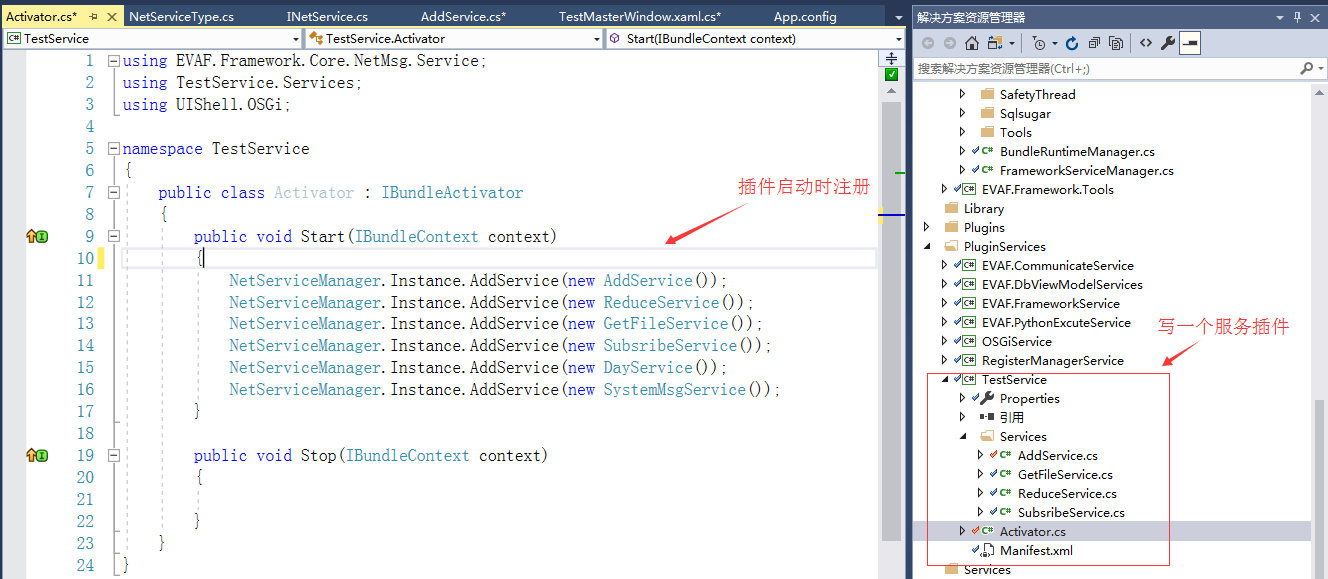 Activator.cs*
NetServiceType.cs
INetService.cs
AddService.cs*
TestMasterWindow.xaml.cs*
App.config
TestService
TestService.Activator
Start(IBundleContext context)
1 using EVAF.Framework.Core.NetMsg.Service;
2 using TestService.Services;
3 using UIShell.OSGi;
4
5 namespace TestService
6 {
7 public class Activator : IBundleActivator
8 {
9 public void Start(IBundleContext context)
10 {
11 NetServiceManager.Instance.AddService(new AddService());
12 NetServiceManager.Instance.AddService(new ReduceService());
13 NetServiceManager.Instance.AddService(new GetFileService());
14 NetServiceManager.Instance.AddService(new SubsribeService());
15 NetServiceManager.Instance.AddService(new DayService());
16 NetServiceManager.Instance.AddService(new SystemMsgService());
17 }
18
19 public void Stop(IBundleContext context)
20 {
21
22 }
23 }
24 }
插件启动时注册
解决方案资源管理器
搜索解决方案资源管理器(Ctrl+;)
SafetyThread
Sqlsugar
Tools
C# BundleRuntimeManager.cs
C# FrameworkServiceManager.cs
C# EVAF.Framework.Tools
Library
Plugins
PluginServices
C# EVAF.CommunicateService
C# EVAF.DbViewModelServices
C# EVAF.FrameworkService
C# EVAF.PythonExcuteService
C# OSGiService
C# RegisterManagerService
C# TestService
Properties
引用
Services
C# AddService.cs
C# GetFileService.cs
C# ReduceService.cs
C# SubsribeService.cs
C# Activator.cs
Manifest.xml
Services
写一个服务插件